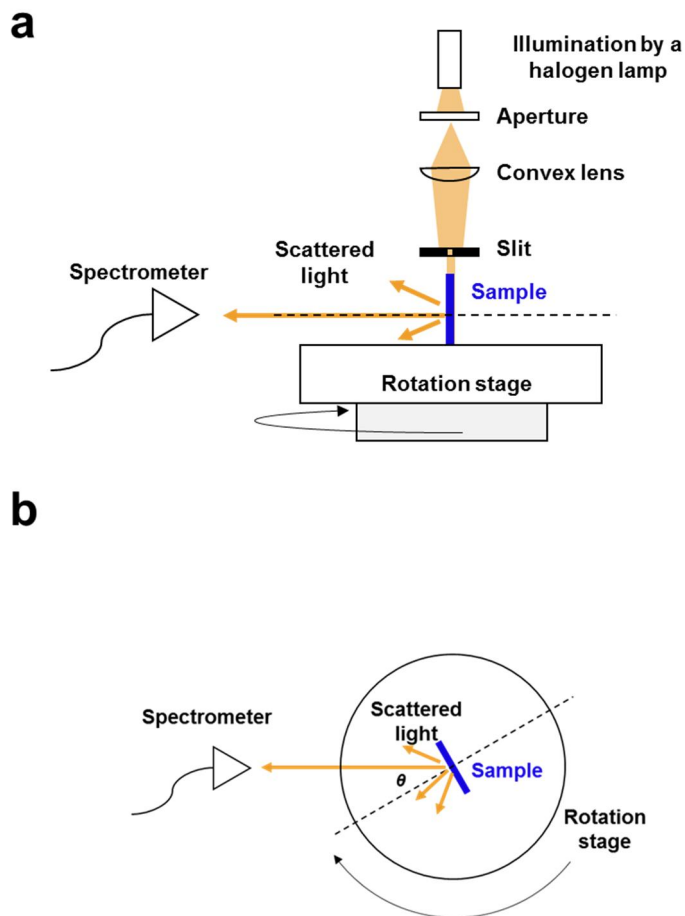 a
Illumination by a
halogen lamp
Aperture
Convex lens
Slit
Scattered
light
Spectrometer
Sample
Rotation stage
b
Scattered
light
Spectrometer
Sample
θ
Rotation
stage